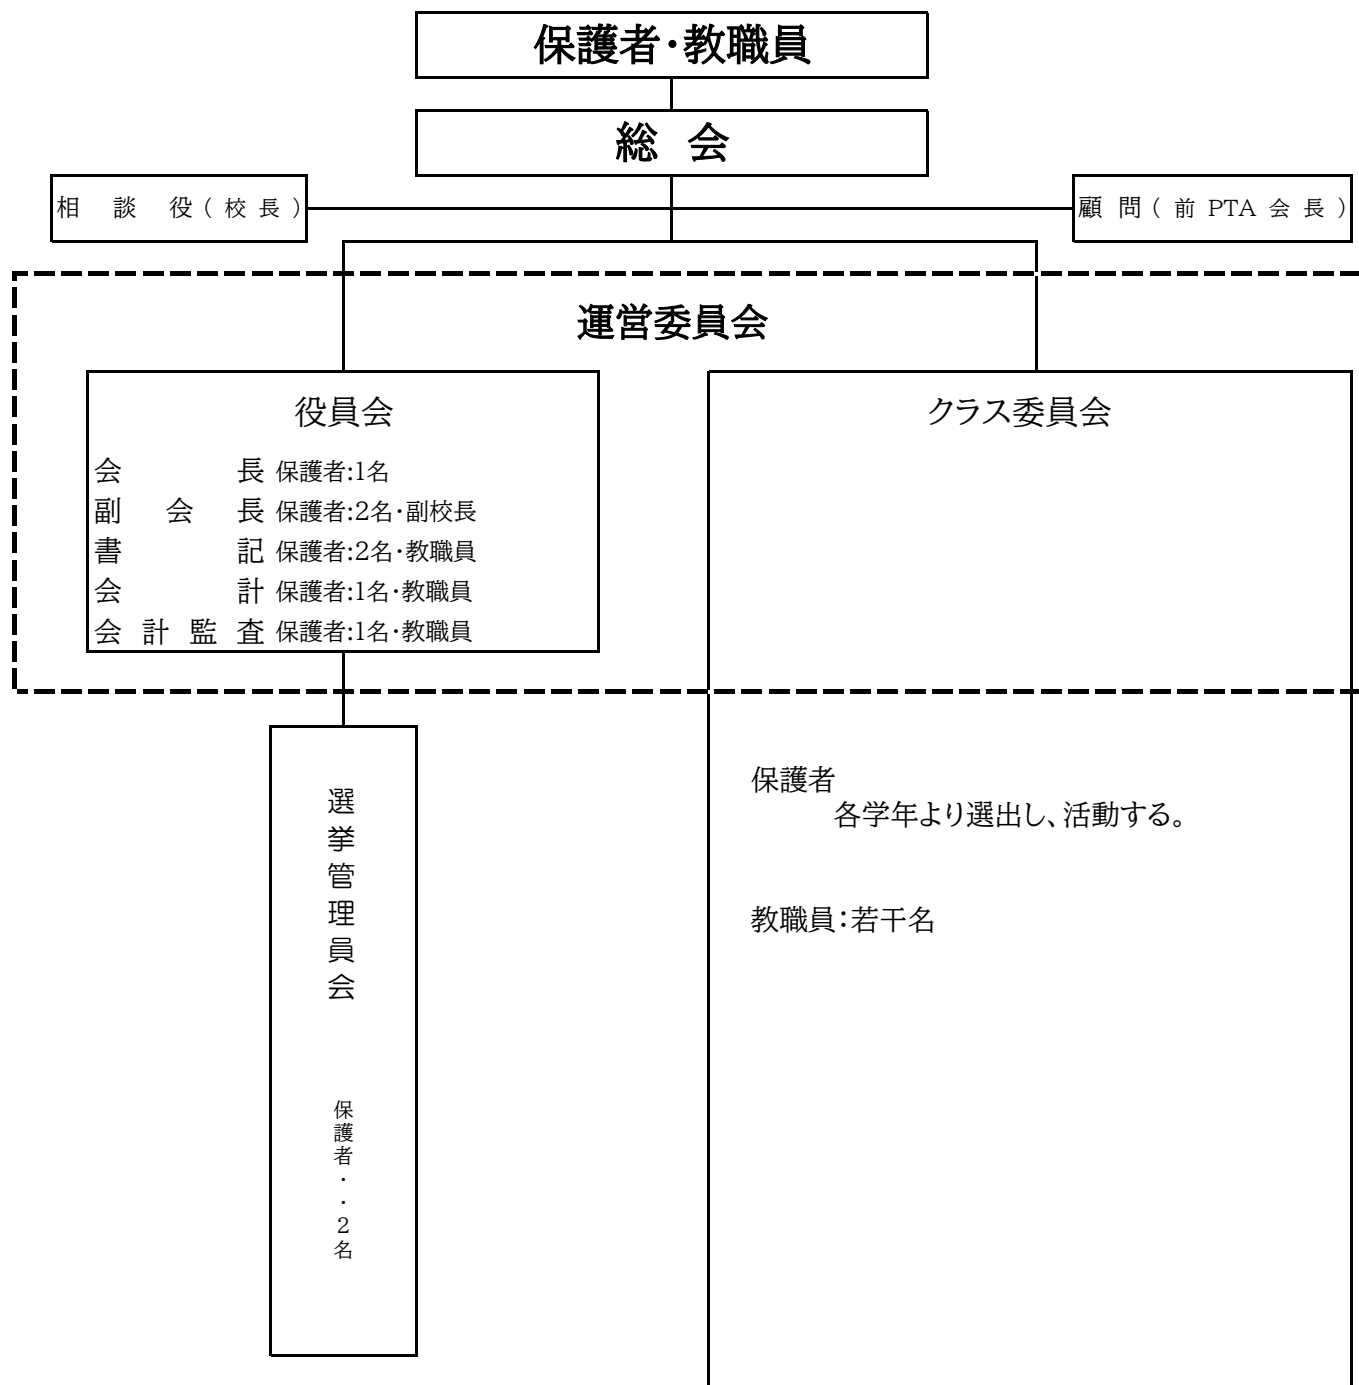 保護者・教職員
総 会
相 談 役(校長)
顧問(前PTA会長)
運営委員会
役員会
会長 保護者:1名
副会長 保護者:2名・副校長
書記 保護者:2名・教職員
会計 保護者:1名・教職員
会計監査 保護者:1名・教職員
クラス委員会
選挙管理員会
保護者・・2名
保護者
各学年より選出し、活動する。
教職員：若干名